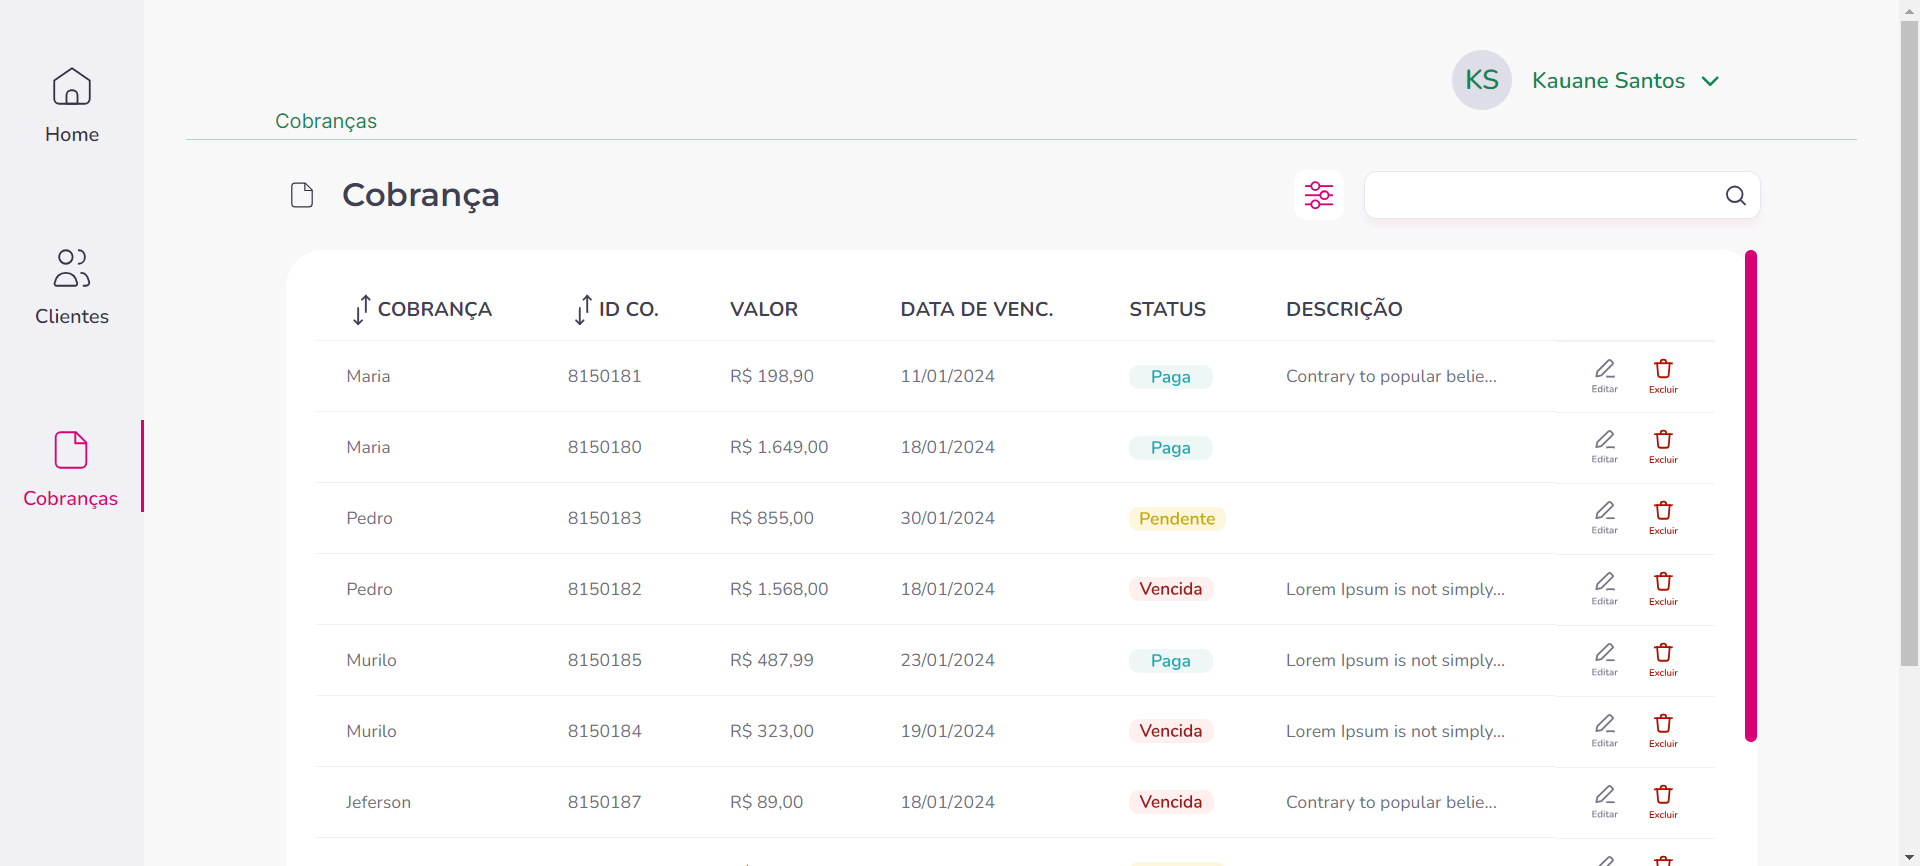 Home
Clientes
Cobranças
KS Kauane Santos
Cobranças
Cobrança
COBRANÇA ID CO. VALOR DATA DE VENC. STATUS DESCRIÇÃO
Maria 8150181 R$ 198,90 11/01/2024 Paga Contrary to popular belie... Editar Excluir
Maria 8150180 R$ 1.649,00 18/01/2024 Paga Editar Excluir
Pedro 8150183 R$ 855,00 30/01/2024 Pendente Editar Excluir
Pedro 8150182 R$ 1.568,00 18/01/2024 Vencida Lorem Ipsum is not simply... Editar Excluir
Murilo 8150185 R$ 487,99 23/01/2024 Paga Lorem Ipsum is not simply... Editar Excluir
Murilo 8150184 R$ 323,00 19/01/2024 Vencida Lorem Ipsum is not simply... Editar Excluir
Jeferson 8150187 R$ 89,00 18/01/2024 Vencida Contrary to popular belie... Editar Excluir